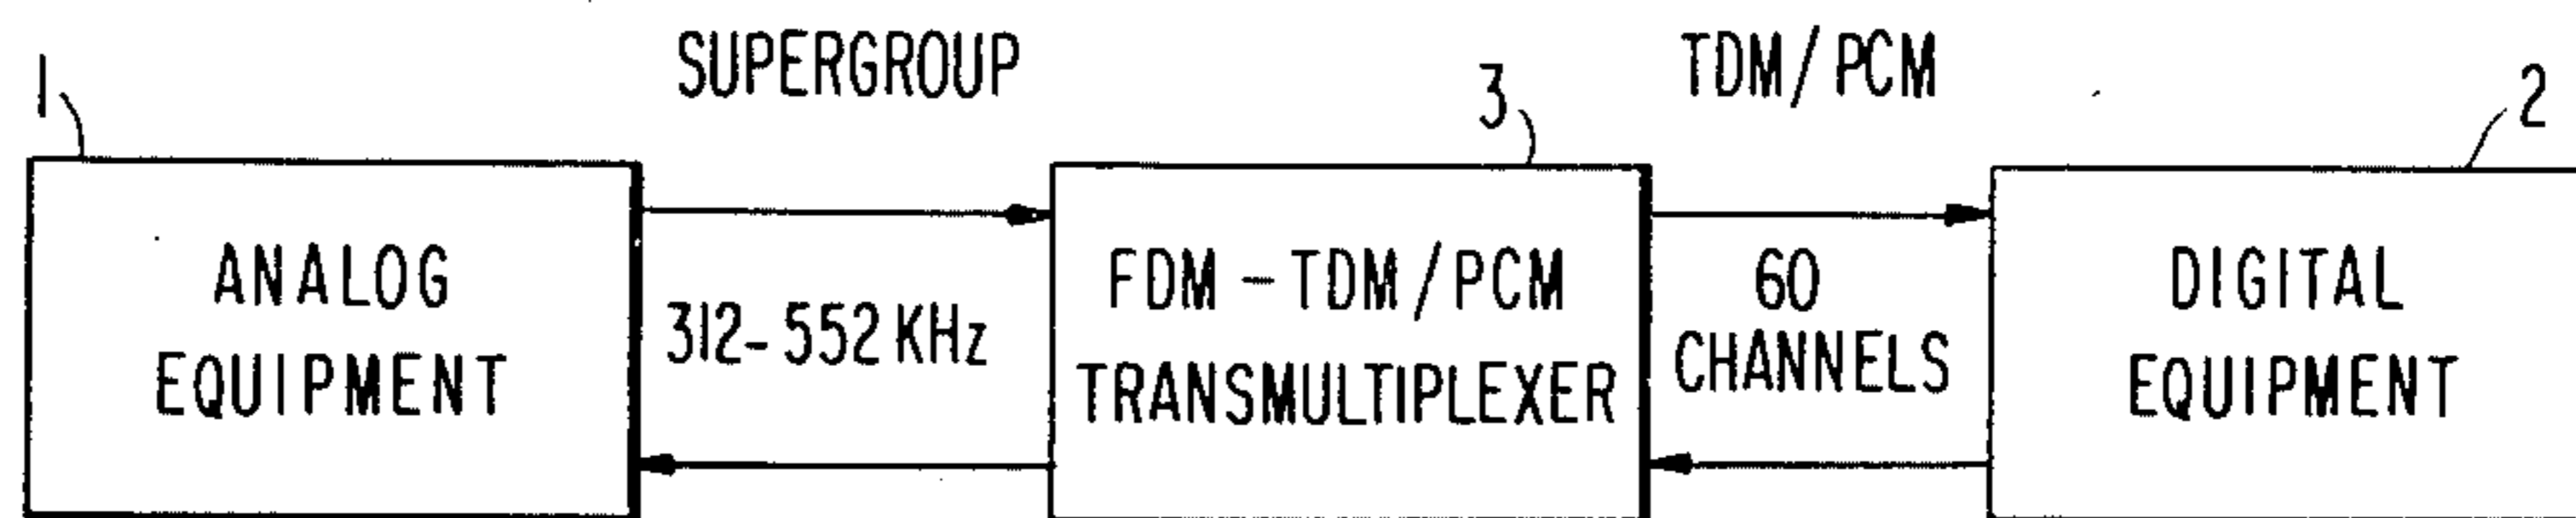 SUPERGROUP
TDM/PCM
1
3
2
ANALOG
EQUIPMENT
312-552 KHz
FDM-TDM/PCM
TRANSMULTIPLEXER
60
CHANNELS
DIGITAL
EQUIPMENT